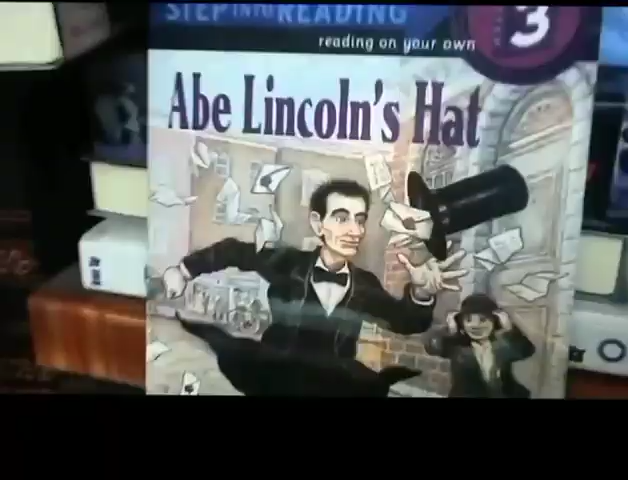 STEP INTO READING
3
reading on your own
Abe Lincoln's Hat